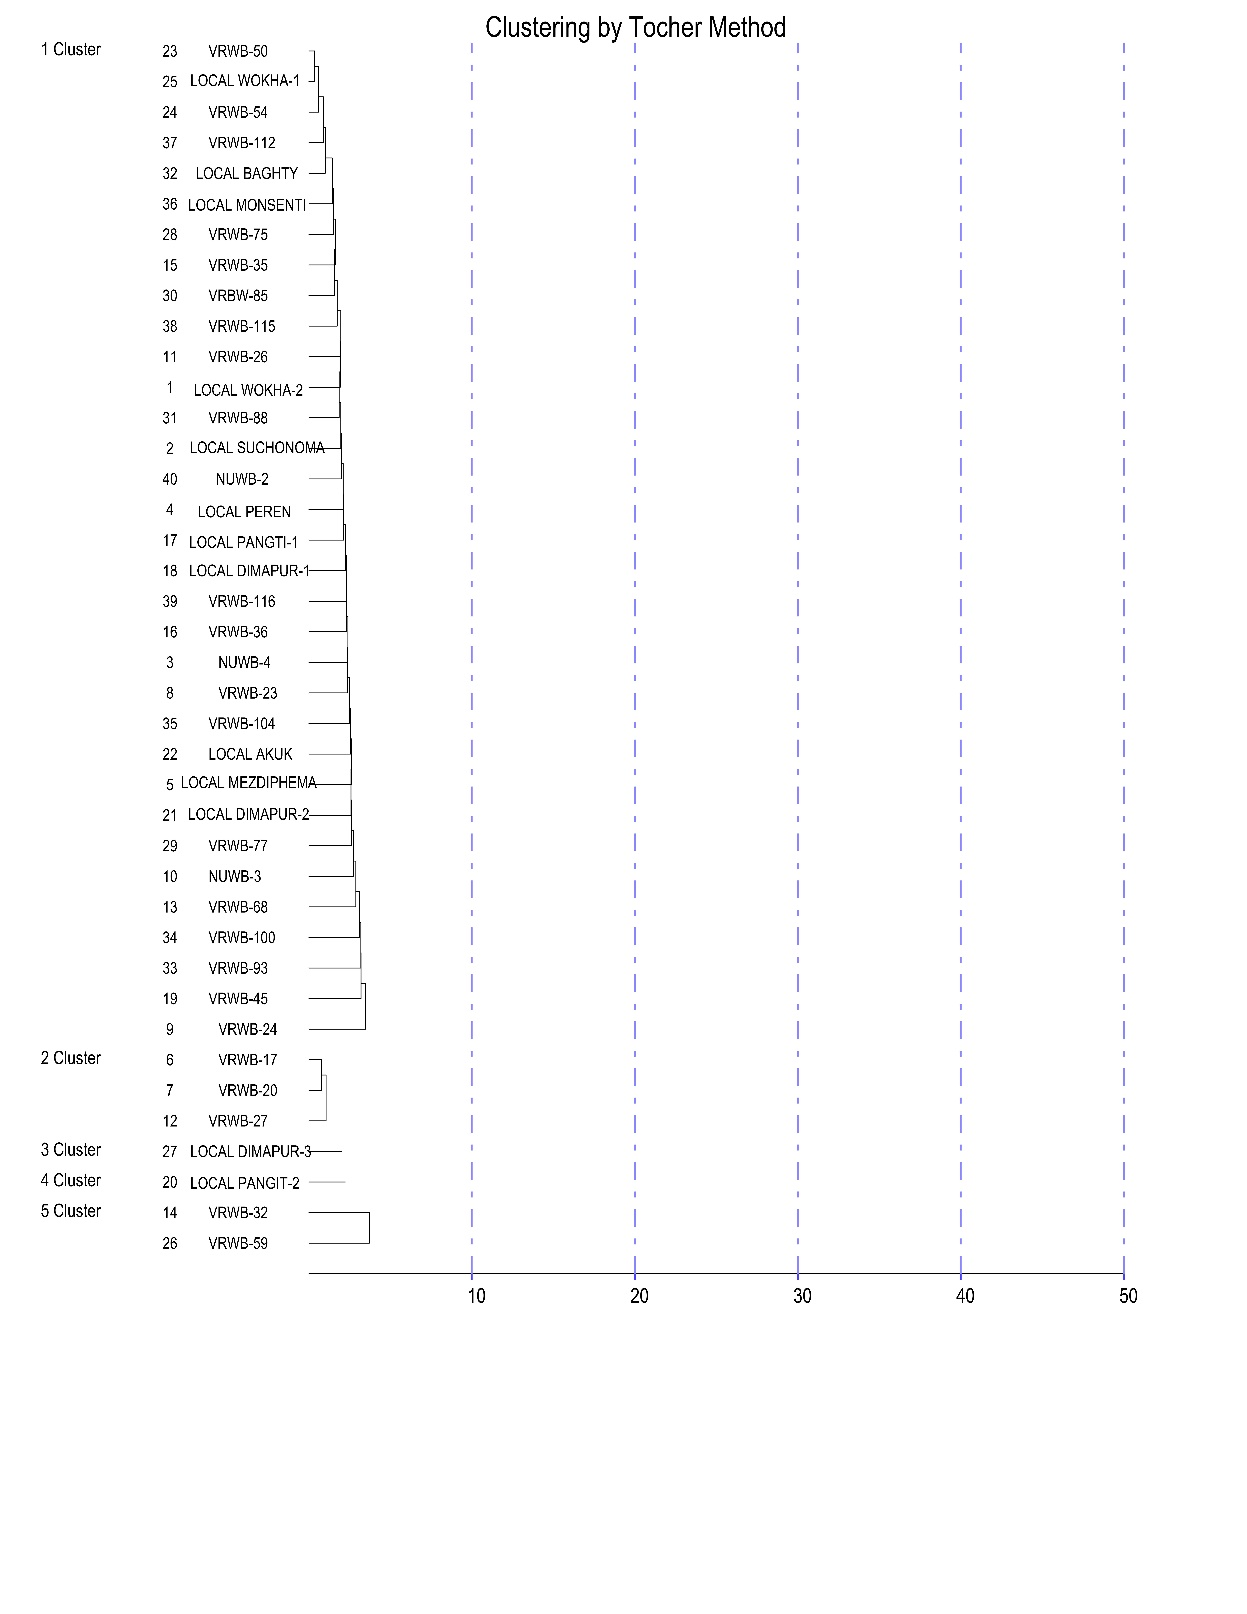 Clustering by Tocher Method
1 Cluster 23 VRWB-50
25 LOCAL WOKHA-1
24 VRWB-54
37 VRWB-112
32 LOCAL BAGHTY
36 LOCAL MONSENTI
28 VRWB-75
15 VRWB-35
30 VRBW-85
38 VRWB-115
11 VRWB-26
1 LOCAL WOKHA-2
31 VRWB-88
2 LOCAL SUCHONOMA
40 NUWB-2
4 LOCAL PEREN
17 LOCAL PANGTI-1
18 LOCAL DIMAPUR-1
39 VRWB-116
16 VRWB-36
3 NUWB-4
8 VRWB-23
35 VRWB-104
22 LOCAL AKUK
5 LOCAL MEZDIPHEMA
21 LOCAL DIMAPUR-2
29 VRWB-77
10 NUWB-3
13 VRWB-68
34 VRWB-100
33 VRWB-93
19 VRWB-45
9 VRWB-24
2 Cluster 6 VRWB-17
7 VRWB-20
12 VRWB-27
3 Cluster 27 LOCAL DIMAPUR-3
4 Cluster 20 LOCAL PANGIT-2
5 Cluster 14 VRWB-32
26 VRWB-59
10 20 30 40 50